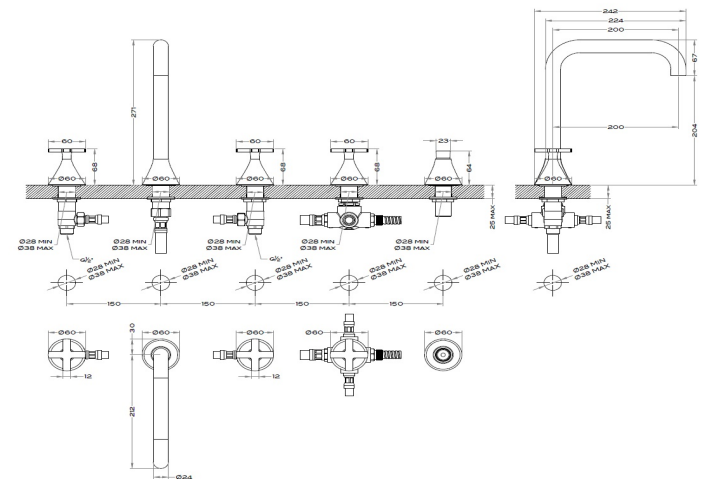 242
224
200
67
271
204
200
60
60
60
23
68
68
68
64
Ø60
Ø60
Ø60
Ø60
Ø60
Ø60
25 MAX
25 MAX
Ø28 MIN
Ø38 MAX
Ø28 MIN
Ø38 MAX
Ø28 MIN
Ø38 MAX
Ø28 MIN
Ø38 MAX
Ø28 MIN
Ø38 MAX
G½"
G½"
Ø28 MIN
Ø38 MAX
Ø28 MIN
Ø38 MAX
Ø28 MIN
Ø38 MAX
Ø28 MIN
Ø38 MAX
Ø28 MIN
Ø38 MAX
Ø28 MIN
Ø38 MAX
150
150
150
150
Ø60
30
Ø60
Ø60
Ø60
Ø60
12
12
212
Ø24